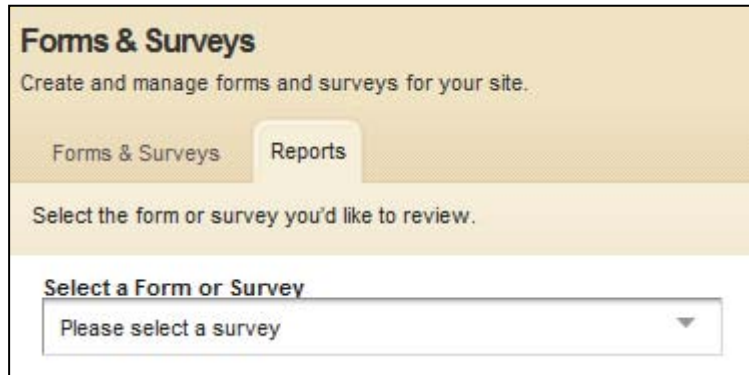 Forms & Surveys
Create and manage forms and surveys for your site.
Forms & Surveys
Reports
Select the form or survey you'd like to review.
Select a Form or Survey
Please select a survey